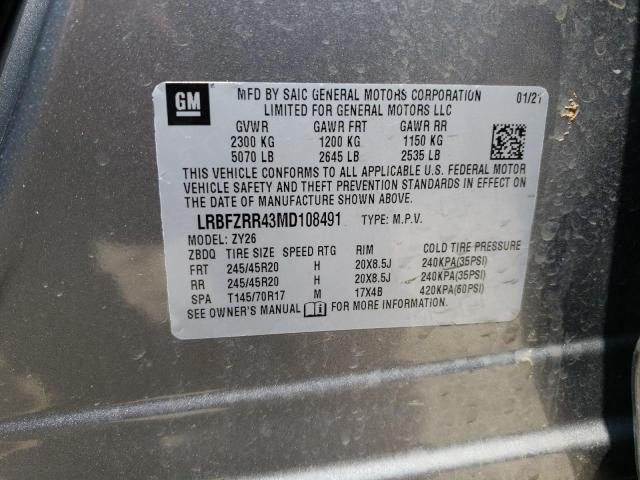 GM
MFD BY SAIC GENERAL MOTORS CORPORATION 01/21
LIMITED FOR GENERAL MOTORS LLC
GVWR GAWR FRT GAWR RR
2300 KG 1200 KG 1150 KG
5070 LB 2645 LB 2535 LB
THIS VEHICLE CONFORMS TO ALL APPLICABLE U.S. FEDERAL MOTOR
VEHICLE SAFETY AND THEFT PREVENTION STANDARDS IN EFFECT ON
THE DATE OF MANUFACTURE SHOWN ABOVE.
LRBFZRR43MD108491 TYPE: M.P.V.
MODEL: ZY26
ZBDQ TIRE SIZE SPEED RTG RIM COLD TIRE PRESSURE
FRT 245/45R20 H 20X8.5J 240KPA(35PSI)
RR 245/45R20 H 20X8.5J 240KPA(35PSI)
SPA T145/70R17 M 17X4B 420KPA(60PSI)
SEE OWNER'S MANUAL FOR MORE INFORMATION.